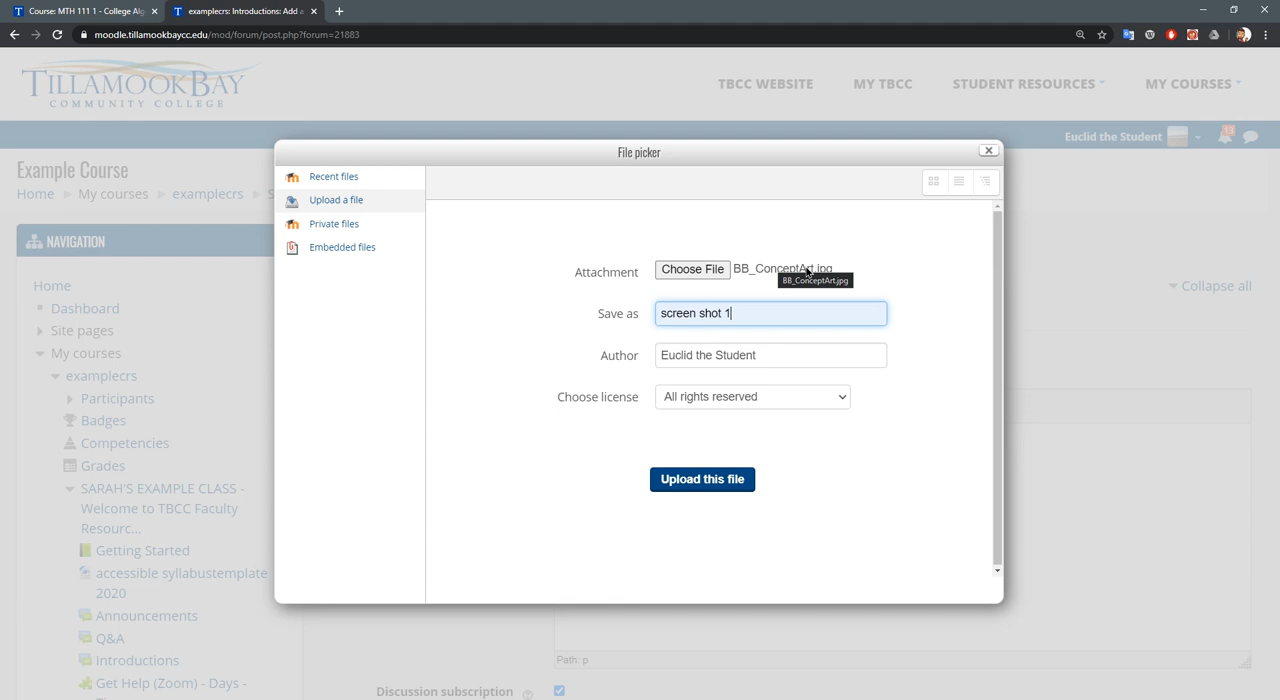 Course: MTH 111 1 - College Alg
examplecrs: Introductions: Add a
moodle.tillamookbaycc.edu/mod/forum/post.php?forum=21883
TILLAMOOKBAY
COMMUNITY COLLEGE
TBCC WEBSITE
MY TBCC
STUDENT RESOURCES
MY COURSES
Euclid the Student
13
Example Course
Home
My courses
examplecrs
S
File picker
Recent files
Upload a file
Private files
Embedded files
Attachment
Choose File
BB_ConceptArt.jpg
BB_ConceptArt.jpg
Save as
screen shot 1
Author
Euclid the Student
Choose license
All rights reserved
Upload this file
NAVIGATION
Home
Dashboard
Site pages
My courses
examplecrs
Participants
Badges
Competencies
Grades
SARAH'S EXAMPLE CLASS -
Welcome to TBCC Faculty
Resourc...
Getting Started
accessible syllabustemplate
2020
Announcements
Q&A
Introductions
Get Help (Zoom) - Days -
Collapse all
Path: p
Discussion subscription